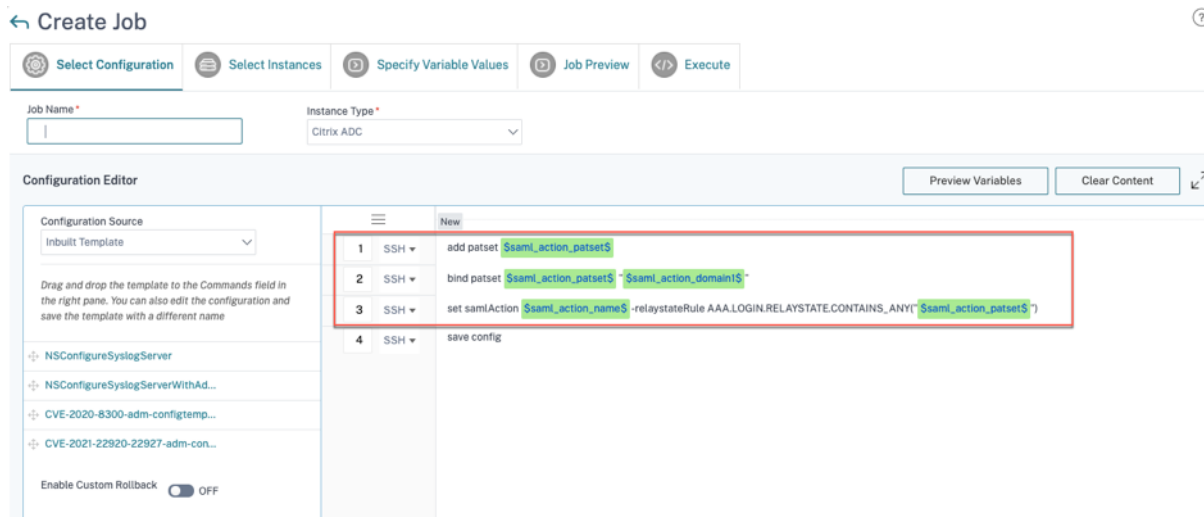 Create Job
?
Select Configuration
Select Instances
Specify Variable Values
Job Preview
</> Execute
Job Name*
Instance Type*
Citrix ADC
Configuration Editor
Preview Variables
Clear Content
Configuration Source
Inbuilt Template
Drag and drop the template to the Commands field in
the right pane. You can also edit the configuration and
save the template with a different name
NSConfigureSyslogServer
NSConfigureSyslogServerWithAd...
CVE-2020-8300-adm-configtemp...
CVE-2021-22920-22927-adm-con...
Enable Custom Rollback OFF
New
1 SSH add patset $saml_action_patset$
2 SSH bind patset $saml_action_patset$ "$saml_action_domain1$"
3 SSH set samlAction $saml_action_name$ -relaystateRule AAA.LOGIN.RELAYSTATE.CONTAINS_ANY("$saml_action_patset$")
4 SSH save config